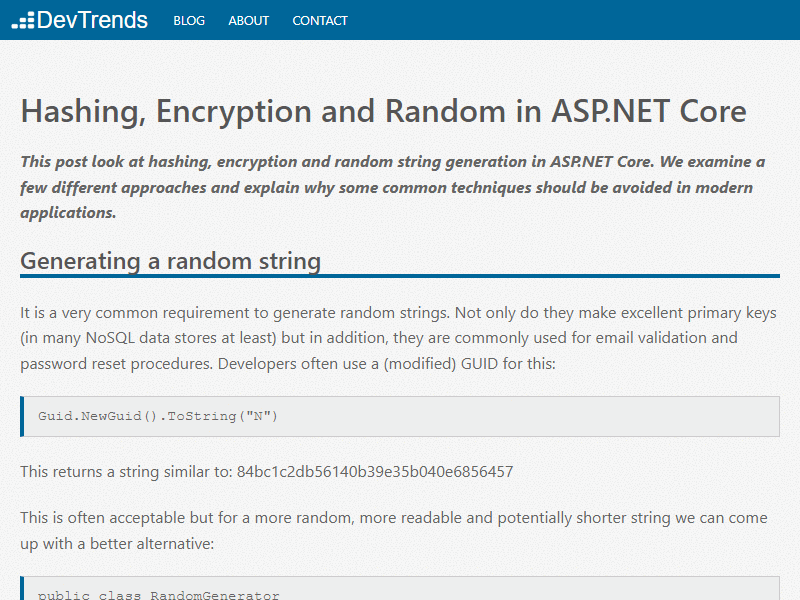 DevTrends BLOG ABOUT CONTACT
Hashing, Encryption and Random in ASP.NET Core
This post look at hashing, encryption and random string generation in ASP.NET Core. We examine a
few different approaches and explain why some common techniques should be avoided in modern
applications.
Generating a random string
It is a very common requirement to generate random strings. Not only do they make excellent primary keys
(in many NoSQL data stores at least) but in addition, they are commonly used for email validation and
password reset procedures. Developers often use a (modified) GUID for this:
Guid.NewGuid().ToString("N")
This returns a string similar to: 84bc1c2db56140b39e35b040e6856457
This is often acceptable but for a more random, more readable and potentially shorter string we can come
up with a better alternative:
public class RandomGenerator